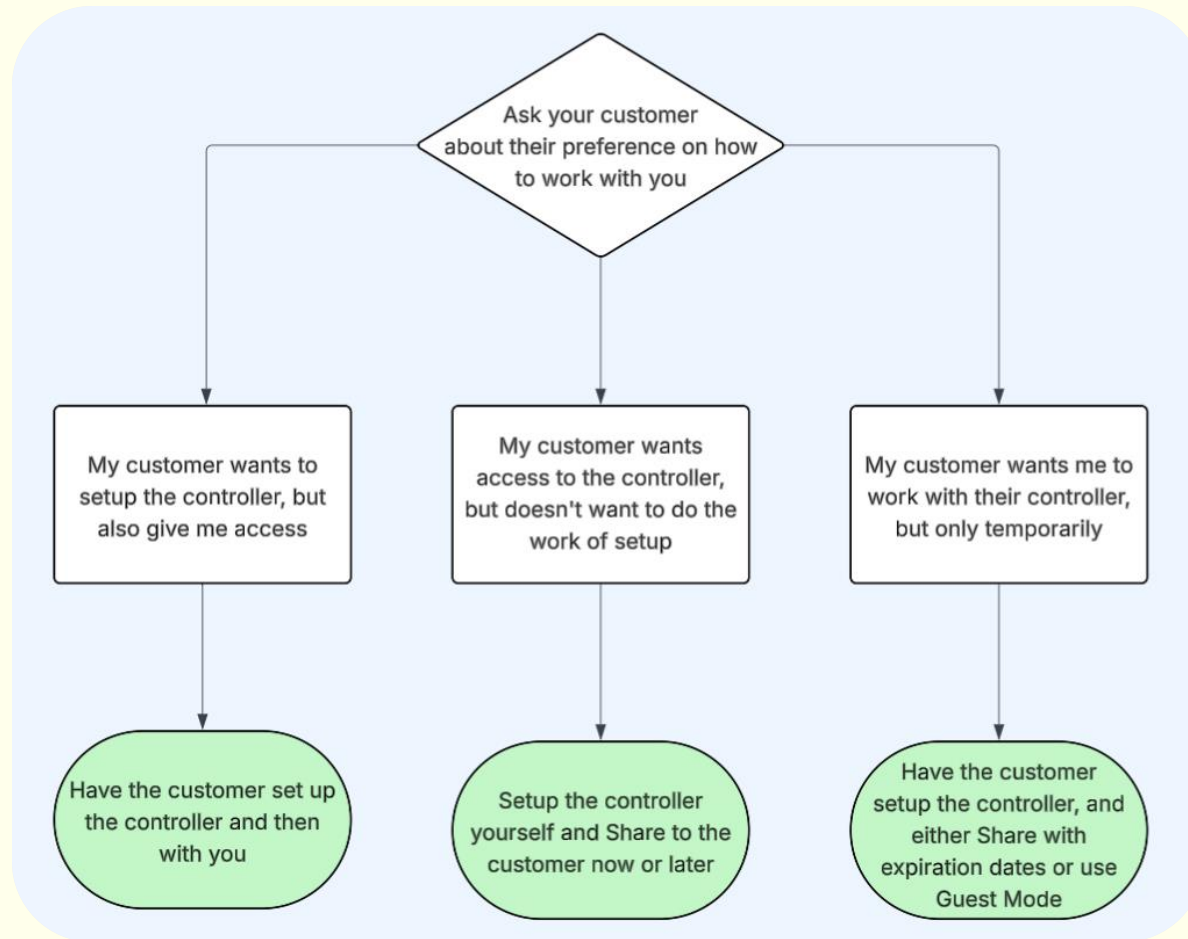 Ask your customer
about their preference on how
to work with you
My customer wants to
setup the controller, but
also give me access
My customer wants
access to the controller,
but doesn't want to do the
work of setup
My customer wants me to
work with their controller,
but only temporarily
Have the customer set up
the controller and then
with you
Setup the controller
yourself and Share to the
customer now or later
Have the customer
setup the controller, and
either Share with
expiration dates or use
Guest Mode